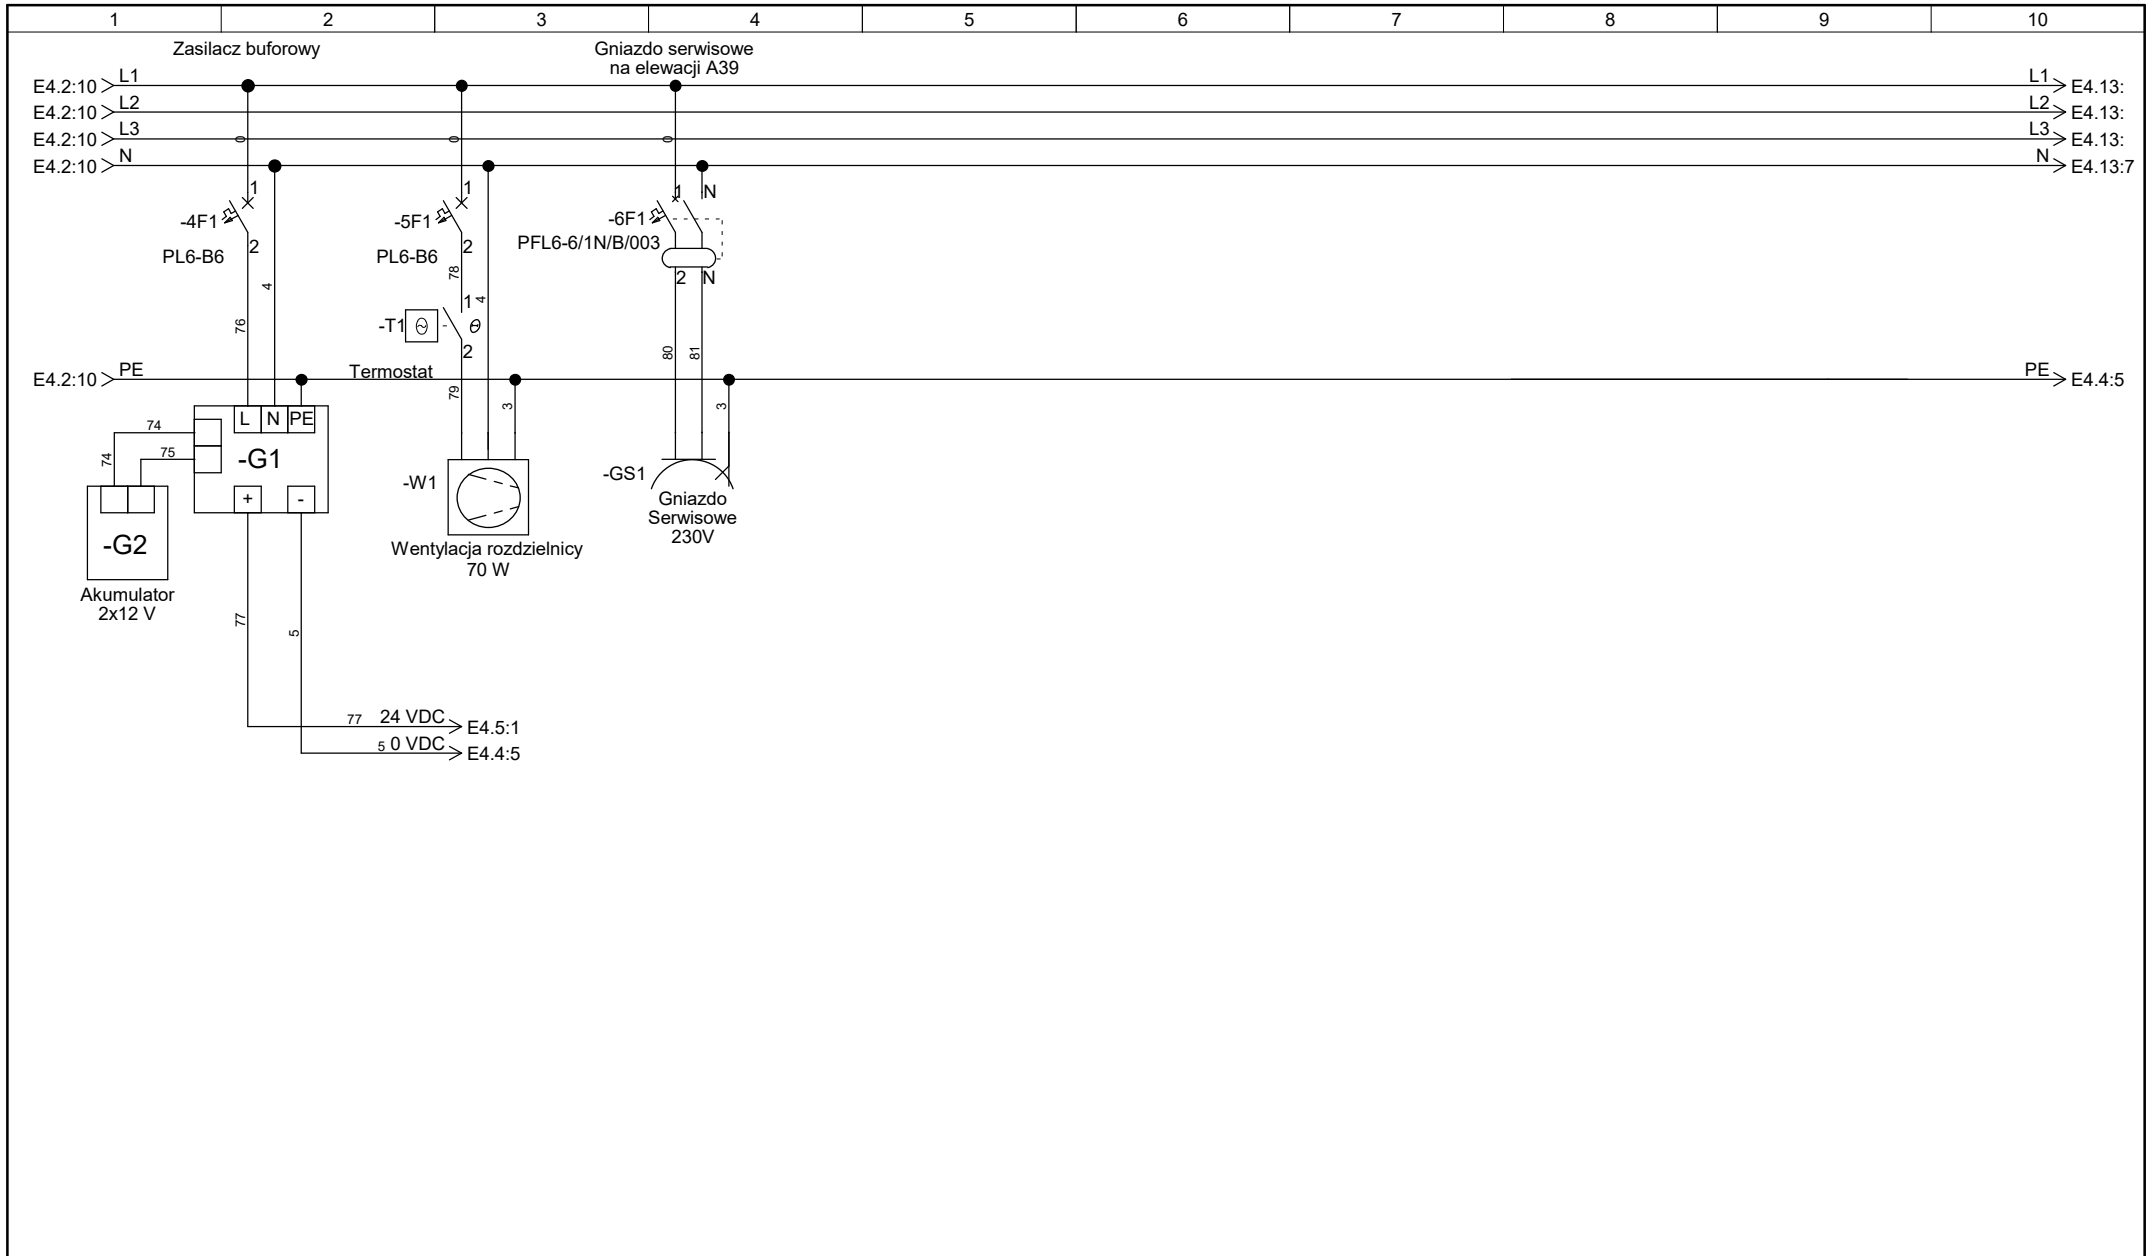 1 2 3 4 5 6 7 8 9 10
Zasilacz buforowy
Gniazdo serwisowe
na elewacji A39
E4.2:10 L1 L1 E4.13:
E4.2:10 L2 L2 E4.13:
E4.2:10 L3 0 0 0 L3 E4.13:
E4.2:10 N N E4.13:7
1 1 1 N
-4F1 -5F1 -6F1
2 2 PFL6-6/1N/B/003
PL6-B6 PL6-B6
78 2 N
4 1 4
76 -T1 Θ Θ
2 80 81
E4.2:10 PE Termostat PE E4.4:5
79 3 3
L N PE
74
74 75 -G1
-W1 -GS1
+ - Gniazdo
Serwisowe
230V
-G2
Wentylacja rozdzielnicy
70 W
Akumulator
2x12 V
77 5
77 24 VDC E4.5:1
5 0 VDC E4.4:5